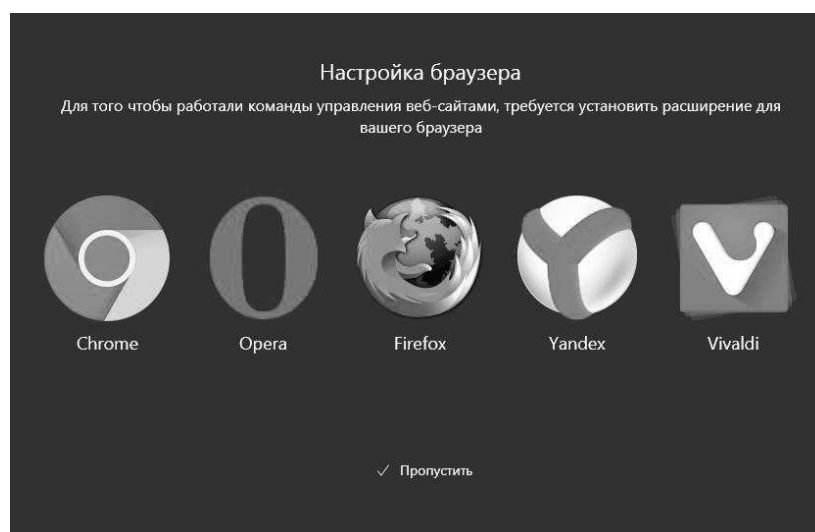 Настройка браузера
Для того чтобы работали команды управления веб-сайтами, требуется установить расширение для
вашего браузера
Chrome Opera Firefox Yandex Vivaldi
Пропустить